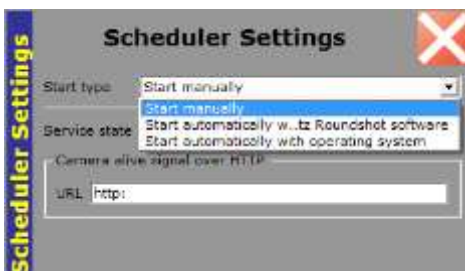 Scheduler Settings
Scheduler Settings
Start type
Start manually
Start manually
Start automatically w...tz Roundshot software
Start automatically with operating system
Service state
Camera alive signal over HTTP
URL
http: